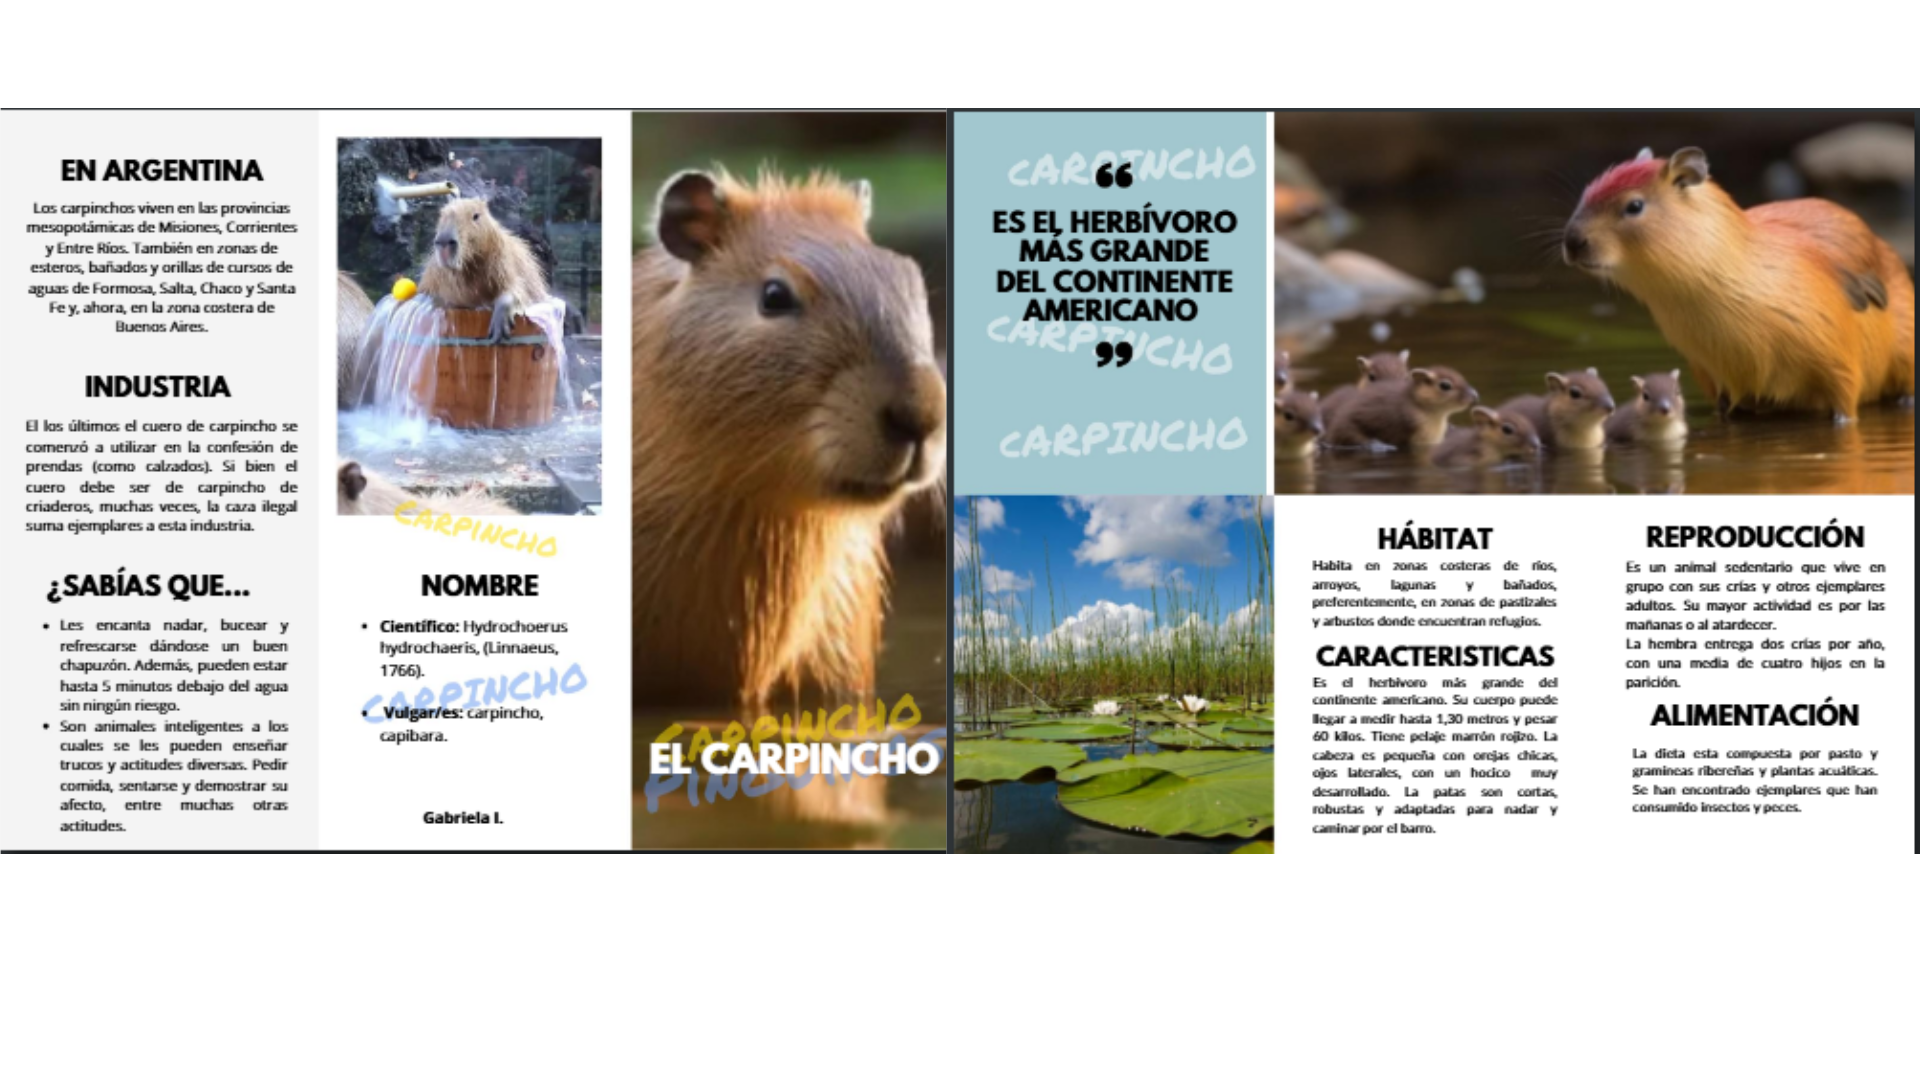 EN ARGENTINA
Los carpinchos viven en las provincias
mesopotámicas de Misiones, Corrientes
y Entre Ríos. También en zonas de
esteros, bañados y orillas de cursos de
aguas de Formosa, Salta, Chaco y Santa
Fe y, ahora, en la zona costera de
Buenos Aires.
INDUSTRIA
El los últimos el cuero de carpincho se
comenzó a utilizar en la confesión de
prendas (como calzados). Si bien el
cuero debe ser de carpincho de
criaderos, muchas veces, la caza ilegal
suma ejemplares a esta industria.
¿SABÍAS QUE...
• Les encanta nadar, bucear y
refrescarse dándose un buen
chapuzón. Además, pueden estar
hasta 5 minutos debajo del agua
sin ningún riesgo.
• Son animales inteligentes a los
cuales se les pueden enseñar
trucos y actitudes diversas. Pedir
comida, sentarse y demostrar su
afecto, entre muchas otras
actitudes.
CARPINCHO
NOMBRE
• Científico: Hydrochoerus
hydrochaeris, (Linnaeus,
1766).
CARPINCHO
• Vulgar/es: carpincho,
capibara.
Gabriela I.
CARPINCHO
EL CARPINCHO
CARPINCHO
“
ES EL HERBÍVORO
MÁS GRANDE
DEL CONTINENTE
AMERICANO
CARPINCHO
”
CARPINCHO
HÁBITAT
Habita en zonas costeras de ríos,
arroyos, lagunas y bañados,
preferentemente, en zonas de pastizales
y arbustos donde encuentran refugios.
CARACTERISTICAS
Es el herbívoro más grande del
continente americano. Su cuerpo puede
llegar a medir hasta 1,30 metros y pesar
60 kilos. Tiene pelaje marrón rojizo. La
cabeza es pequeña con orejas chicas,
ojos laterales, con un hocico muy
desarrollado. La patas son cortas,
robustas y adaptadas para nadar y
caminar por el barro.
REPRODUCCIÓN
Es un animal sedentario que vive en
grupo con sus crías y otros ejemplares
adultos. Su mayor actividad es por las
mañanas o al atardecer.
La hembra entrega dos crías por año,
con una media de cuatro hijos en la
parición.
ALIMENTACIÓN
La dieta esta compuesta por pasto y
gramineas ribereñas y plantas acuáticas.
Se han encontrado ejemplares que han
consumido insectos y peces.